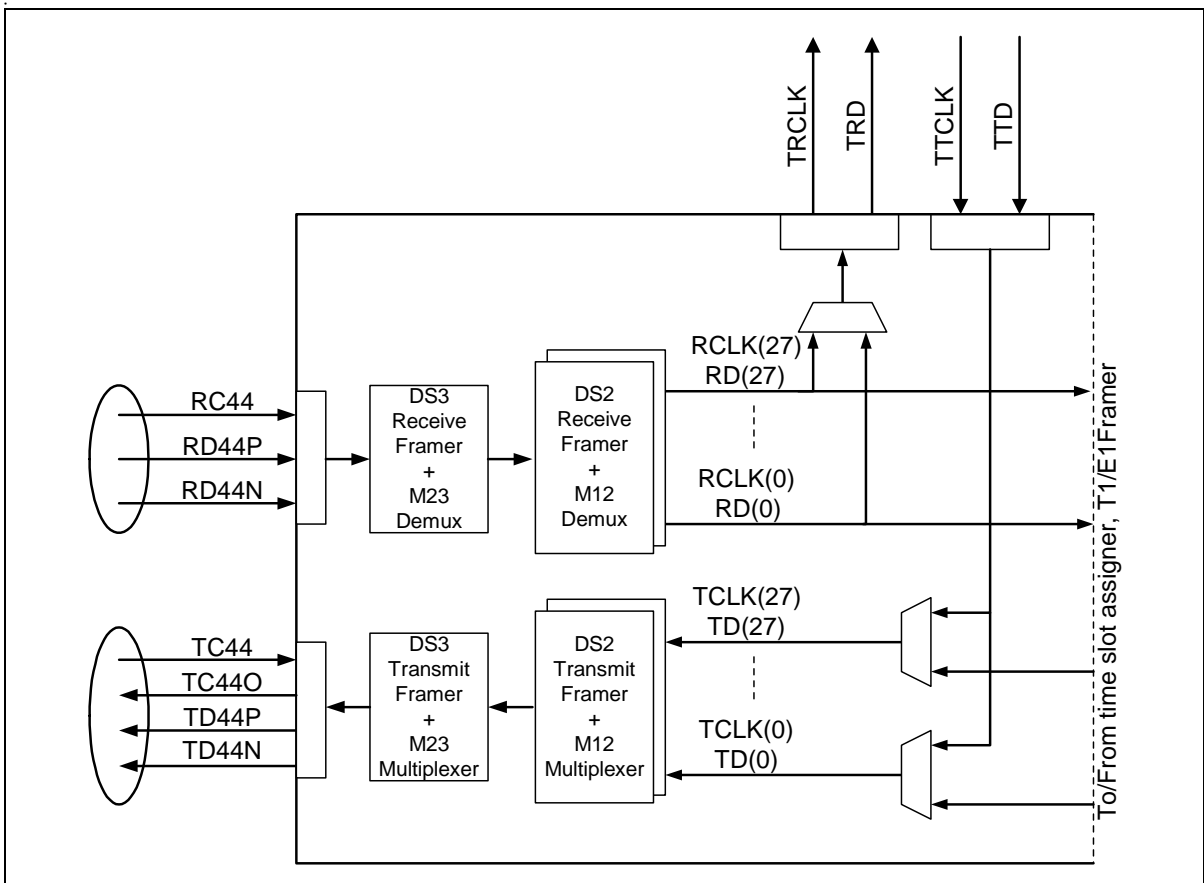 .
TRCLK
TRD
TTCLK
TTD
RC44
RD44P
RD44N
DS3
Receive
Framer
+
M23
Demux
DS2
Receive
Framer
+
M12
Demux
RCLK(27)
RD(27)
RCLK(0)
RD(0)
TC44
TC44O
TD44P
TD44N
DS3
Transmit
Framer
+
M23
Multiplexer
DS2
Transmit
Framer
+
M12
Multiplexer
TCLK(27)
TD(27)
TCLK(0)
TD(0)
To/From time slot assigner, T1/E1Framer